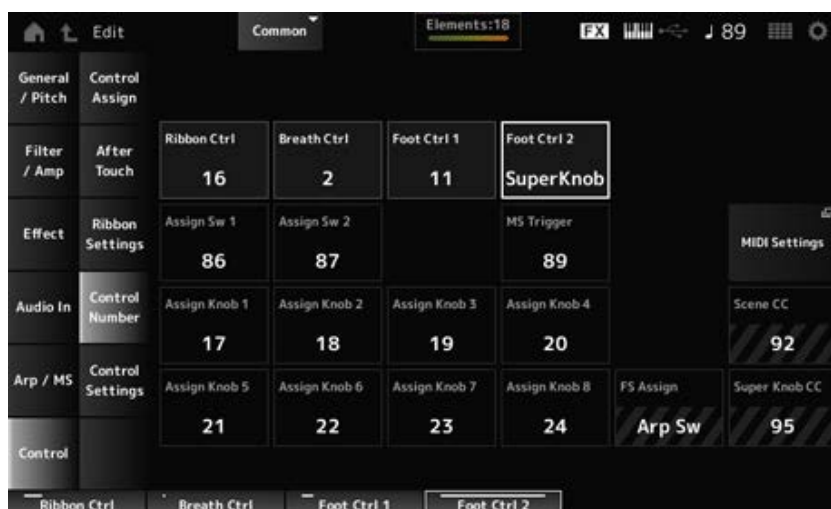 Edit
Common
Elements:18
FX
89
General
/ Pitch
Control
Assign
Filter
/ Amp
After
Touch
Ribbon Ctrl
16
Breath Ctrl
2
Foot Ctrl 1
11
Foot Ctrl 2
SuperKnob
Effect
Ribbon
Settings
Assign Sw 1
86
Assign Sw 2
87
MS Trigger
89
MIDI Settings
Audio In
Control
Number
Assign Knob 1
17
Assign Knob 2
18
Assign Knob 3
19
Assign Knob 4
20
Scene CC
92
Arp / MS
Control
Settings
Assign Knob 5
21
Assign Knob 6
22
Assign Knob 7
23
Assign Knob 8
24
FS Assign
Arp Sw
Super Knob CC
95
Control
Ribbon Ctrl
Breath Ctrl
Foot Ctrl 1
Foot Ctrl 2